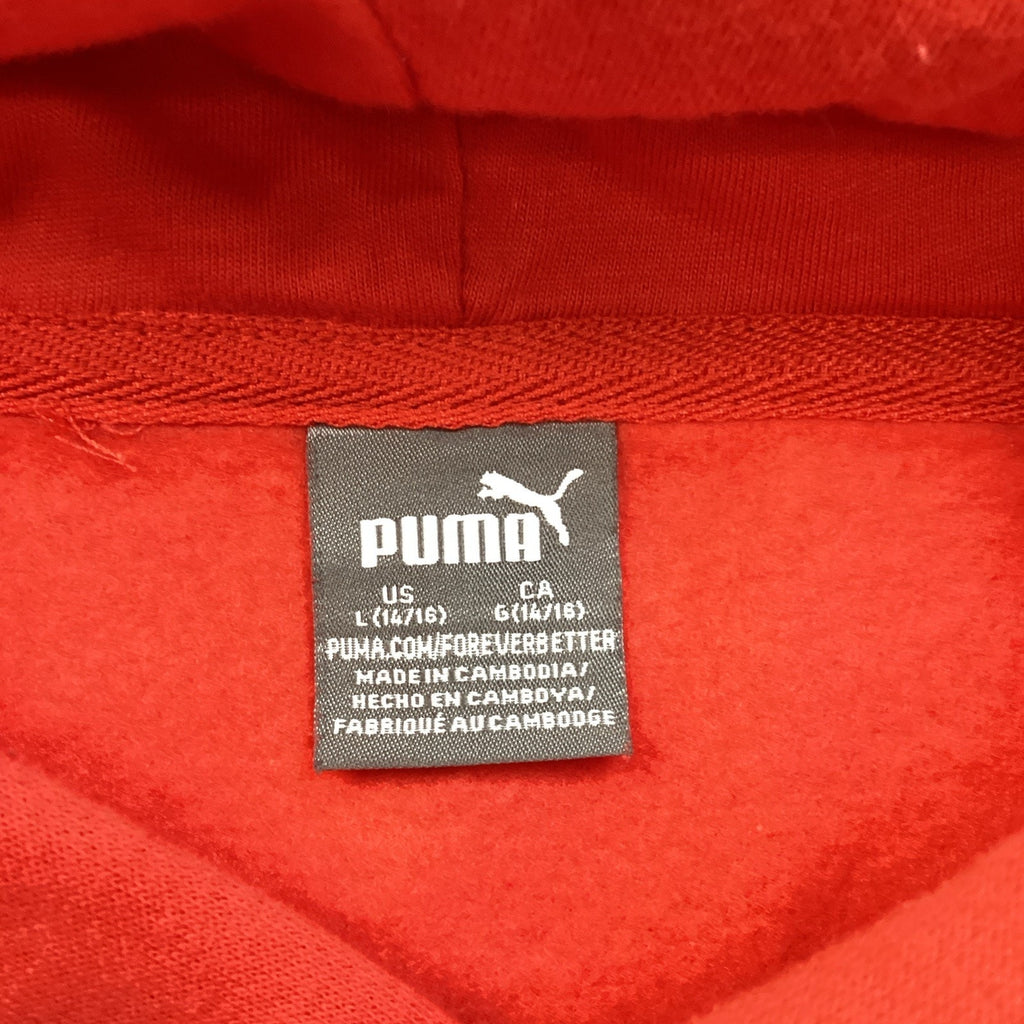 PUMA
US CA
L (14/16) G (14/16)
PUMA.COM/FOREVERBETTER
MADE IN CAMBODIA/
HECHO EN CAMBOYA/
FABRIQUÉ AU CAMBODGE